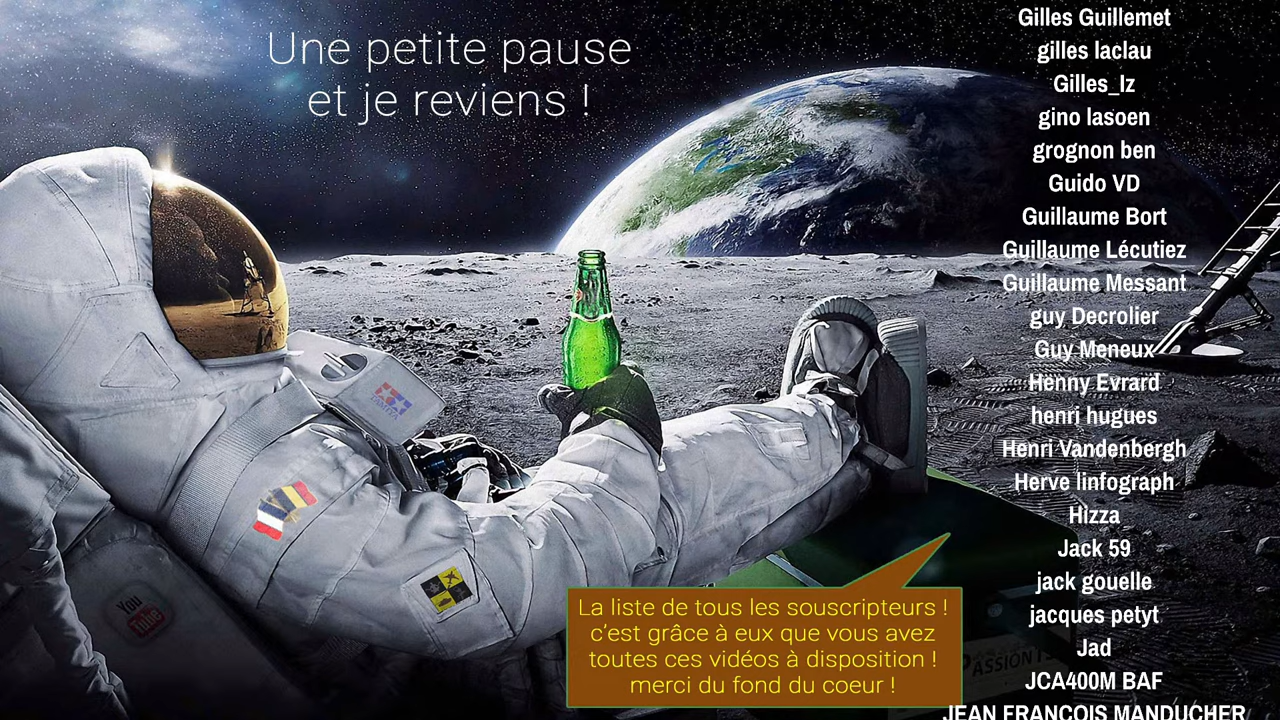 Une petite pause
et je reviens !
Gilles Guillemet
gilles laclau
Gilles_lz
gino lasoen
grognon ben
Guido VD
Guillaume Bort
Guillaume Lécutiez
Guillaume Messant
guy Decrolier
Guy Meneux
Henny Evrard
henri hugues
Henri Vandenbergh
Herve linfograph
Hizza
Jack 59
jack gouelle
jacques petyt
Jad
JCA400M BAF
JEAN FRANCOIS MANDUCHER
You
Tube
La liste de tous les souscripteurs !
c’est grâce à eux que vous avez
toutes ces vidéos à disposition !
merci du fond du coeur !